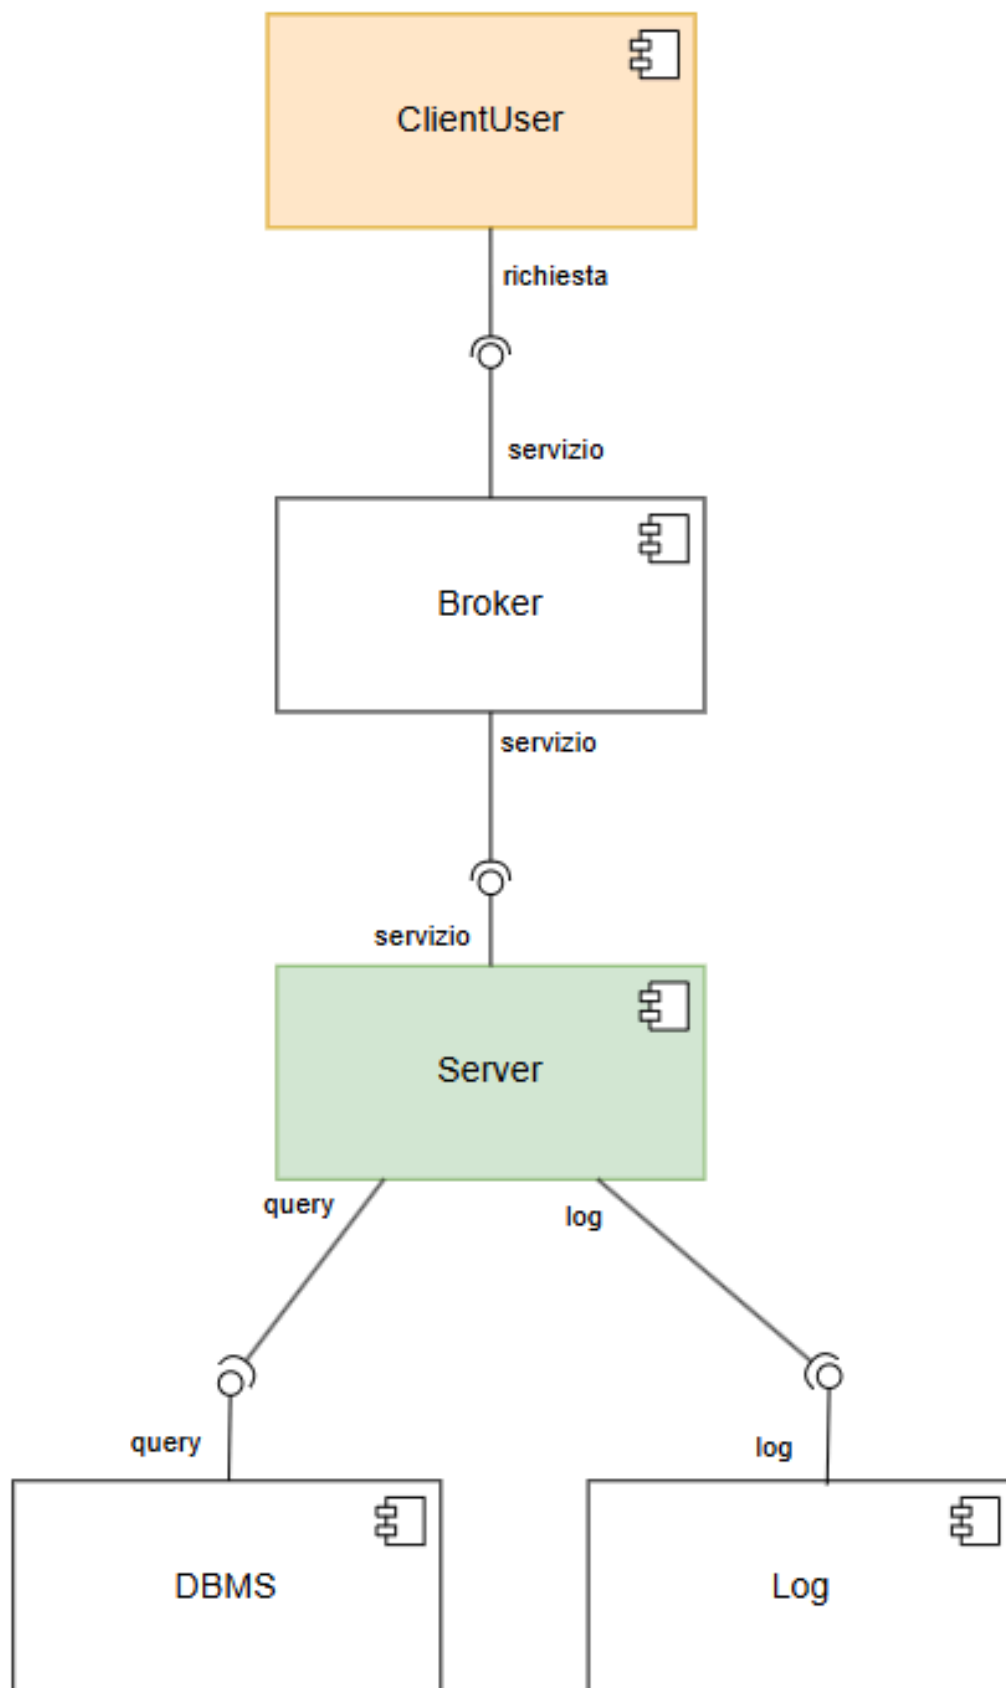 ClientUser
richiesta
servizio
Broker
servizio
servizio
Server
query
log
query
log
DBMS
Log